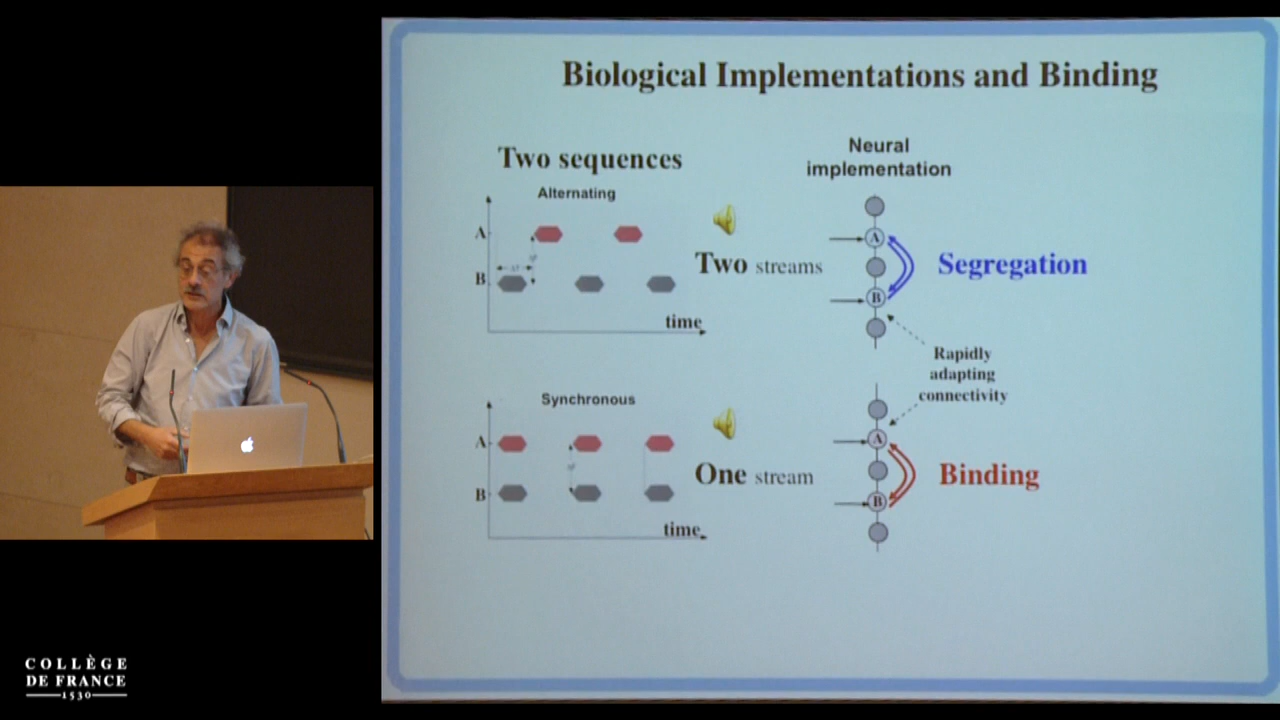 Biological Implementations and Binding
Two sequences
Neural
implementation
Alternating
A
B
time
Two streams
A
B
Segregation
Rapidly
adapting
connectivity
Synchronous
A
B
time
One stream
A
B
Binding
COLLÈGE
DE FRANCE
1530